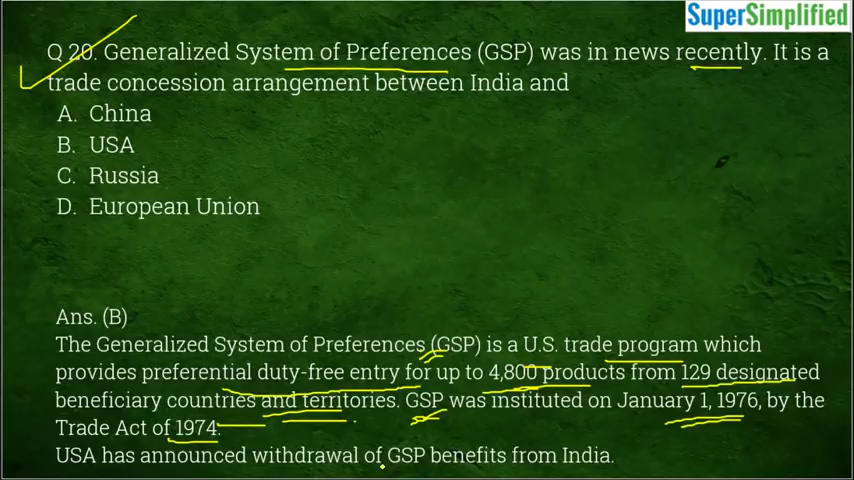 SuperSimplified
Q 20. Generalized System of Preferences (GSP) was in news recently. It is a
trade concession arrangement between India and
A. China
B. USA
C. Russia
D. European Union
Ans. (B)
The Generalized System of Preferences (GSP) is a U.S. trade program which
provides preferential duty-free entry for up to 4,800 products from 129 designated
beneficiary countries and territories. GSP was instituted on January 1, 1976, by the
Trade Act of 1974.
USA has announced withdrawal of GSP benefits from India.